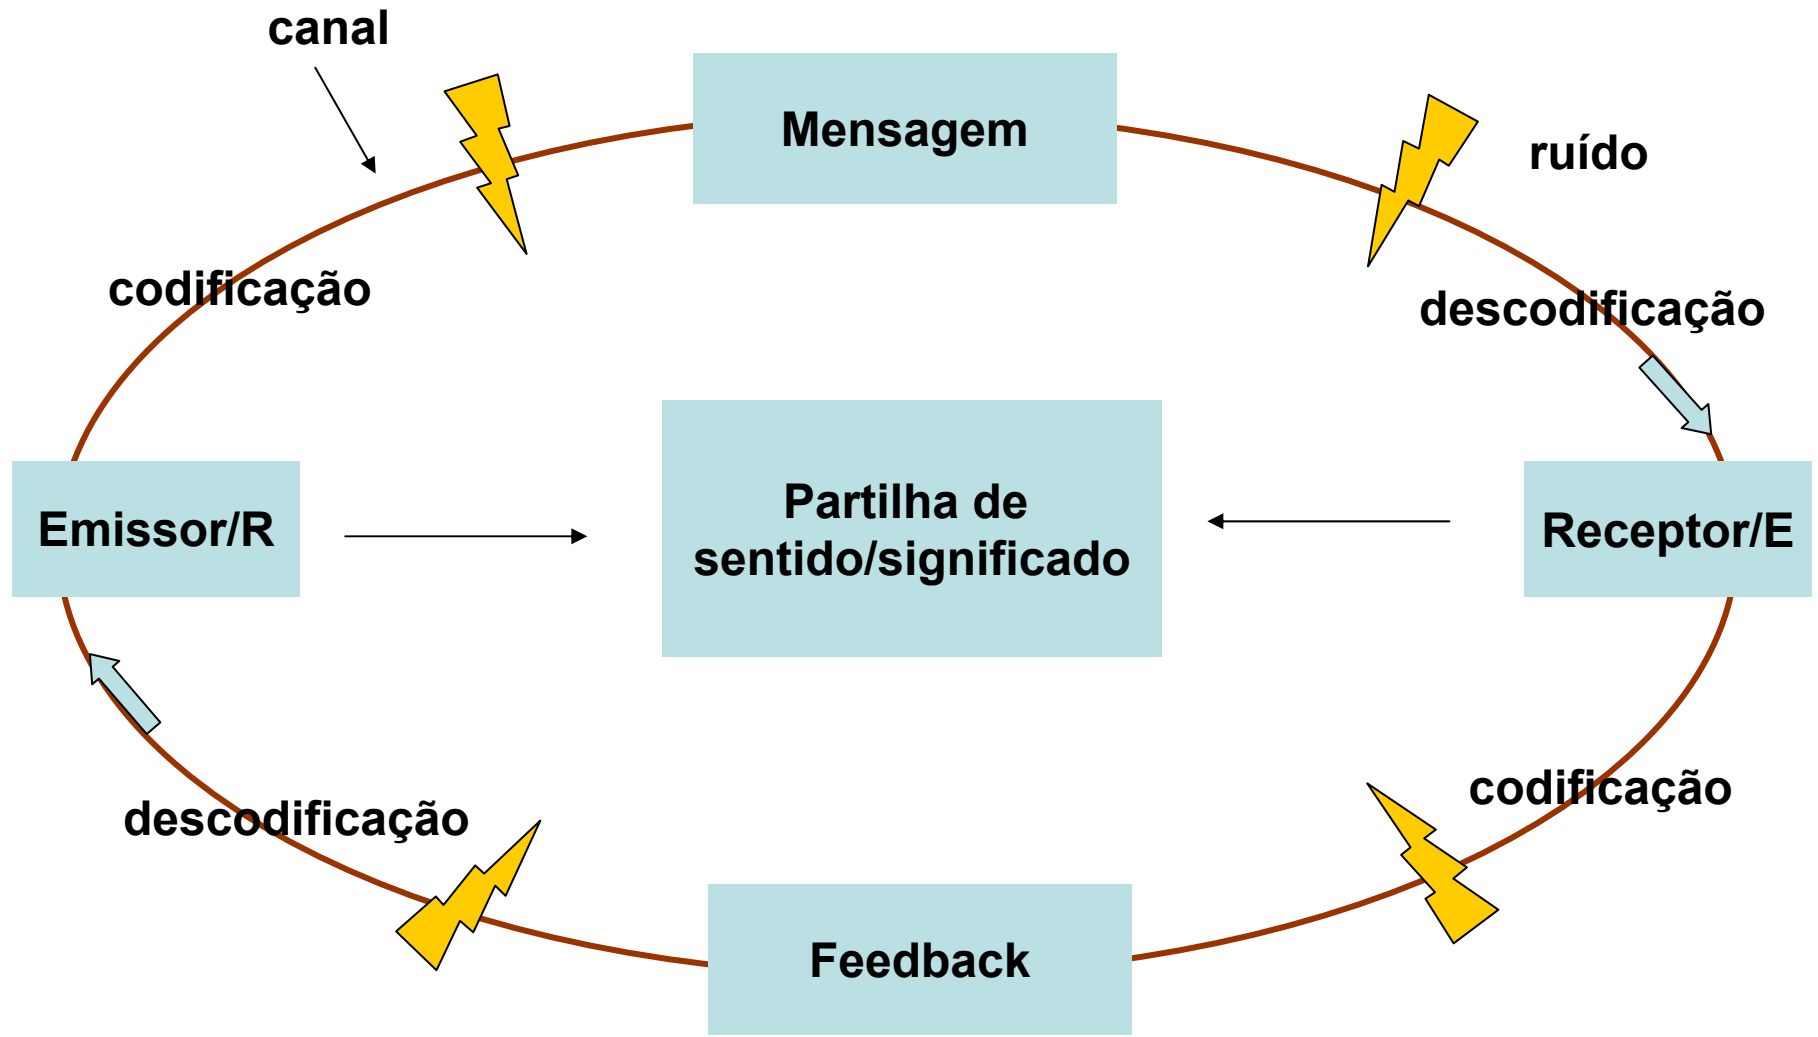 canal
Mensagem
ruído
codificação
descodificação
Emissor/R
Partilha de
sentido/significado
Receptor/E
descodificação
codificação
Feedback